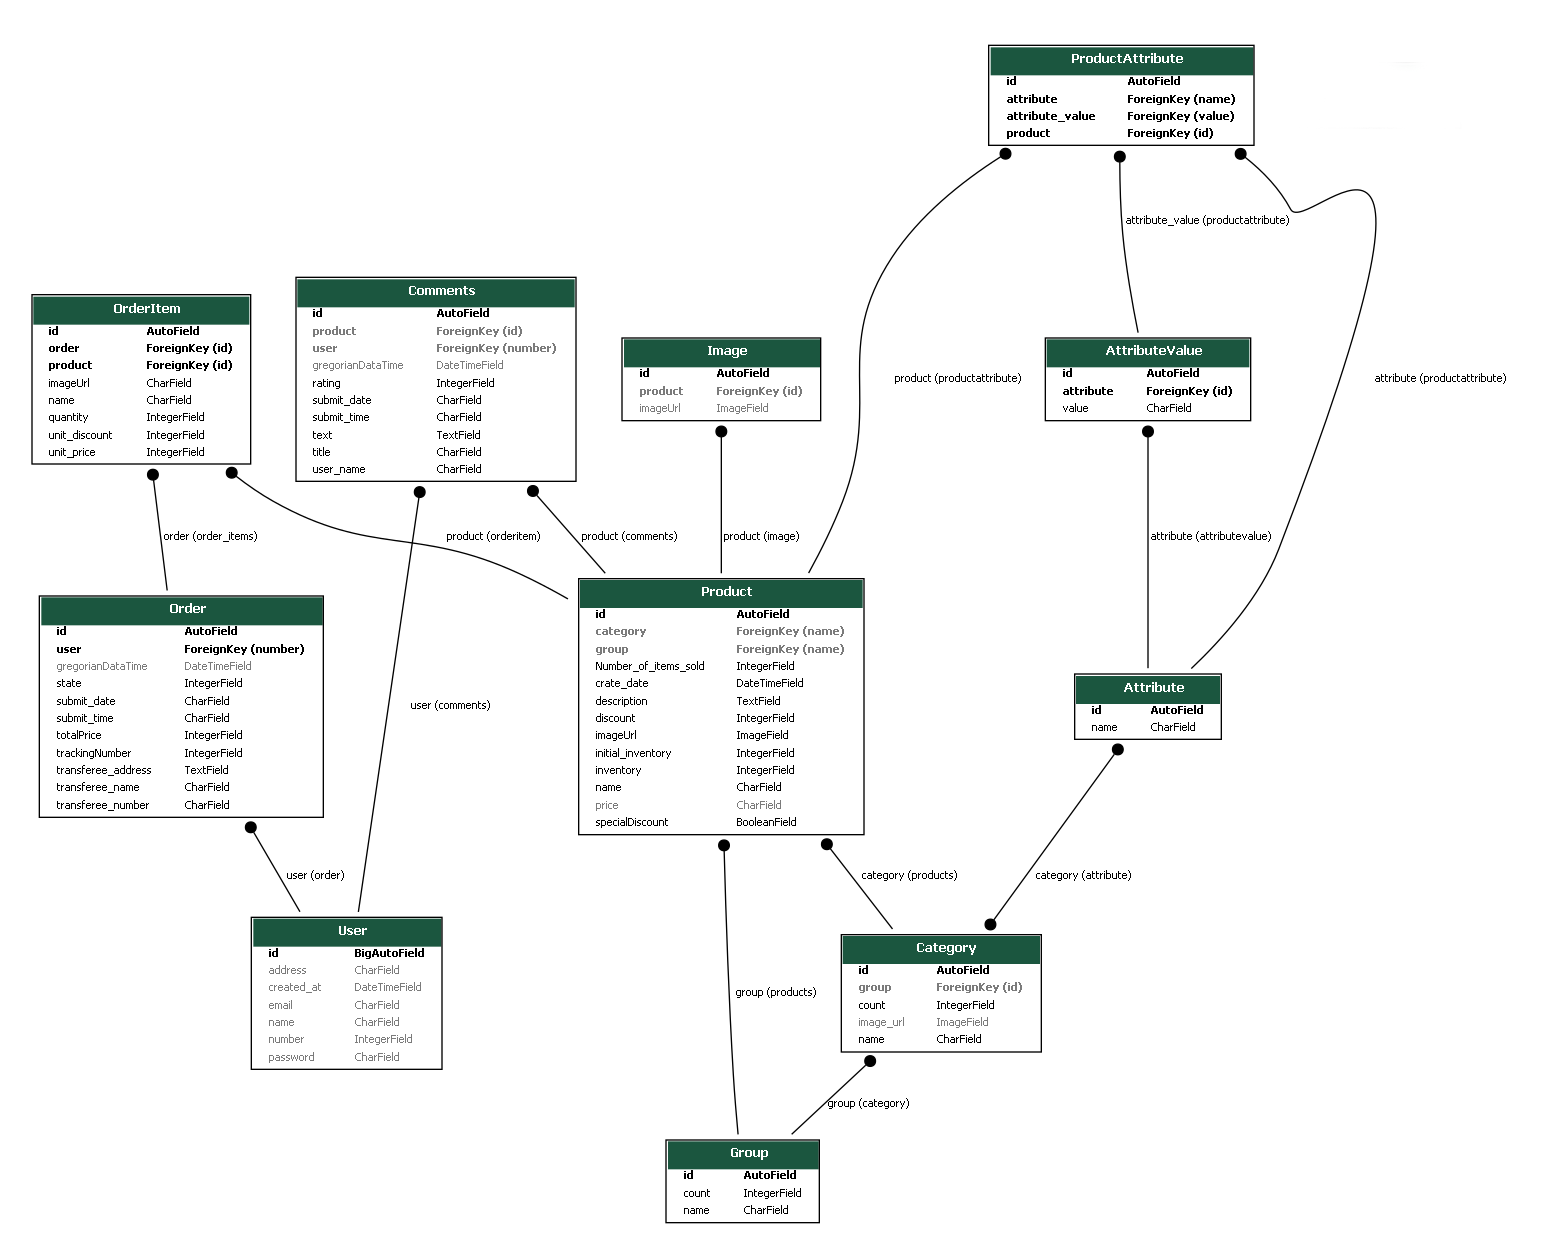 ProductAttribute
id AutoField
attribute ForeignKey (name)
attribute_value ForeignKey (value)
product ForeignKey (id)
attribute_value (productattribute)
OrderItem
id AutoField
order ForeignKey (id)
product ForeignKey (id)
imageUrl CharField
name CharField
quantity IntegerField
unit_discount IntegerField
unit_price IntegerField
Comments
id AutoField
product ForeignKey (id)
user ForeignKey (number)
gregorianDataTime DateTimeField
rating IntegerField
submit_date CharField
submit_time CharField
text TextField
title CharField
user_name CharField
Image
id AutoField
product ForeignKey (id)
imageUrl ImageField
product (productattribute)
AttributeValue
id AutoField
attribute ForeignKey (id)
value CharField
attribute (productattribute)
order (order_items)
product (orderitem)
product (comments)
product (image)
attribute (attributevalue)
Order
id AutoField
user ForeignKey (number)
gregorianDataTime DateTimeField
state IntegerField
submit_date CharField
submit_time CharField
totalPrice IntegerField
trackingNumber IntegerField
transferee_address TextField
transferee_name CharField
transferee_number CharField
user (comments)
Product
id AutoField
category ForeignKey (name)
group ForeignKey (name)
Number_of_items_sold IntegerField
crate_date DateTimeField
description TextField
discount IntegerField
imageUrl ImageField
initial_inventory IntegerField
inventory IntegerField
name CharField
price CharField
specialDiscount BooleanField
Attribute
id AutoField
name CharField
user (order)
category (products)
category (attribute)
User
id BigAutoField
address CharField
created_at DateTimeField
email CharField
name CharField
number IntegerField
password CharField
group (products)
Category
id AutoField
group ForeignKey (id)
count IntegerField
image_url ImageField
name CharField
group (category)
Group
id AutoField
count IntegerField
name CharField